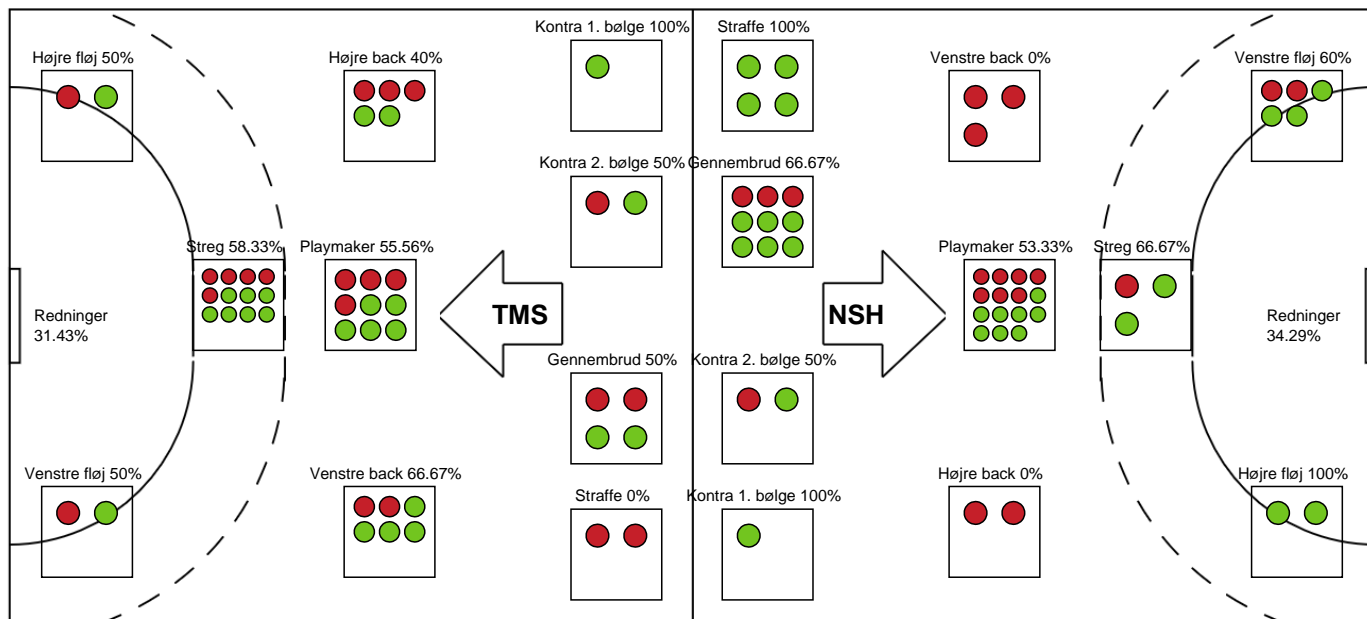 Kontra 1. bølge 100%
Straffe 100%
Højre fløj 50%
Højre back 40%
Venstre back 0%
Venstre fløj 60%
Kontra 2. bølge 50%
Gennembrud 66.67%
Streg 58.33%
Playmaker 55.56%
Playmaker 53.33%
Streg 66.67%
Redninger
31.43%
TMS
NSH
Redninger
34.29%
Gennembrud 50%
Kontra 2. bølge 50%
Venstre fløj 50%
Venstre back 66.67%
Straffe 0%
Kontra 1. bølge 100%
Højre back 0%
Højre fløj 100%